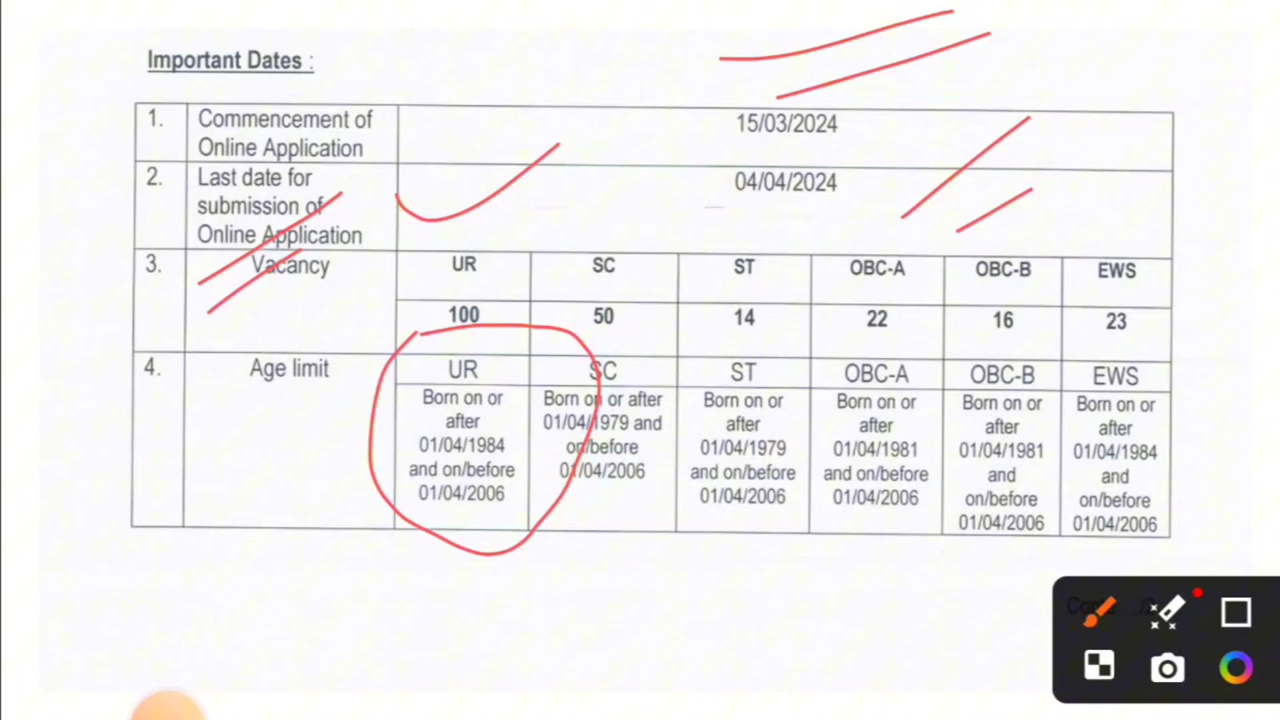 Important Dates :
1. Commencement of Online Application 15/03/2024
2. Last date for submission of Online Application 04/04/2024
3. Vacancy UR SC ST OBC-A OBC-B EWS
100 50 14 22 16 23
4. Age limit UR SC ST OBC-A OBC-B EWS
Born on or after 01/04/1984 and on/before 01/04/2006
Born on or after 01/04/1979 and on/before 01/04/2006
Born on or after 01/04/1979 and on/before 01/04/2006
Born on or after 01/04/1981 and on/before 01/04/2006
Born on or after 01/04/1981 and on/before 01/04/2006
Born on or after 01/04/1984 and on/before 01/04/2006